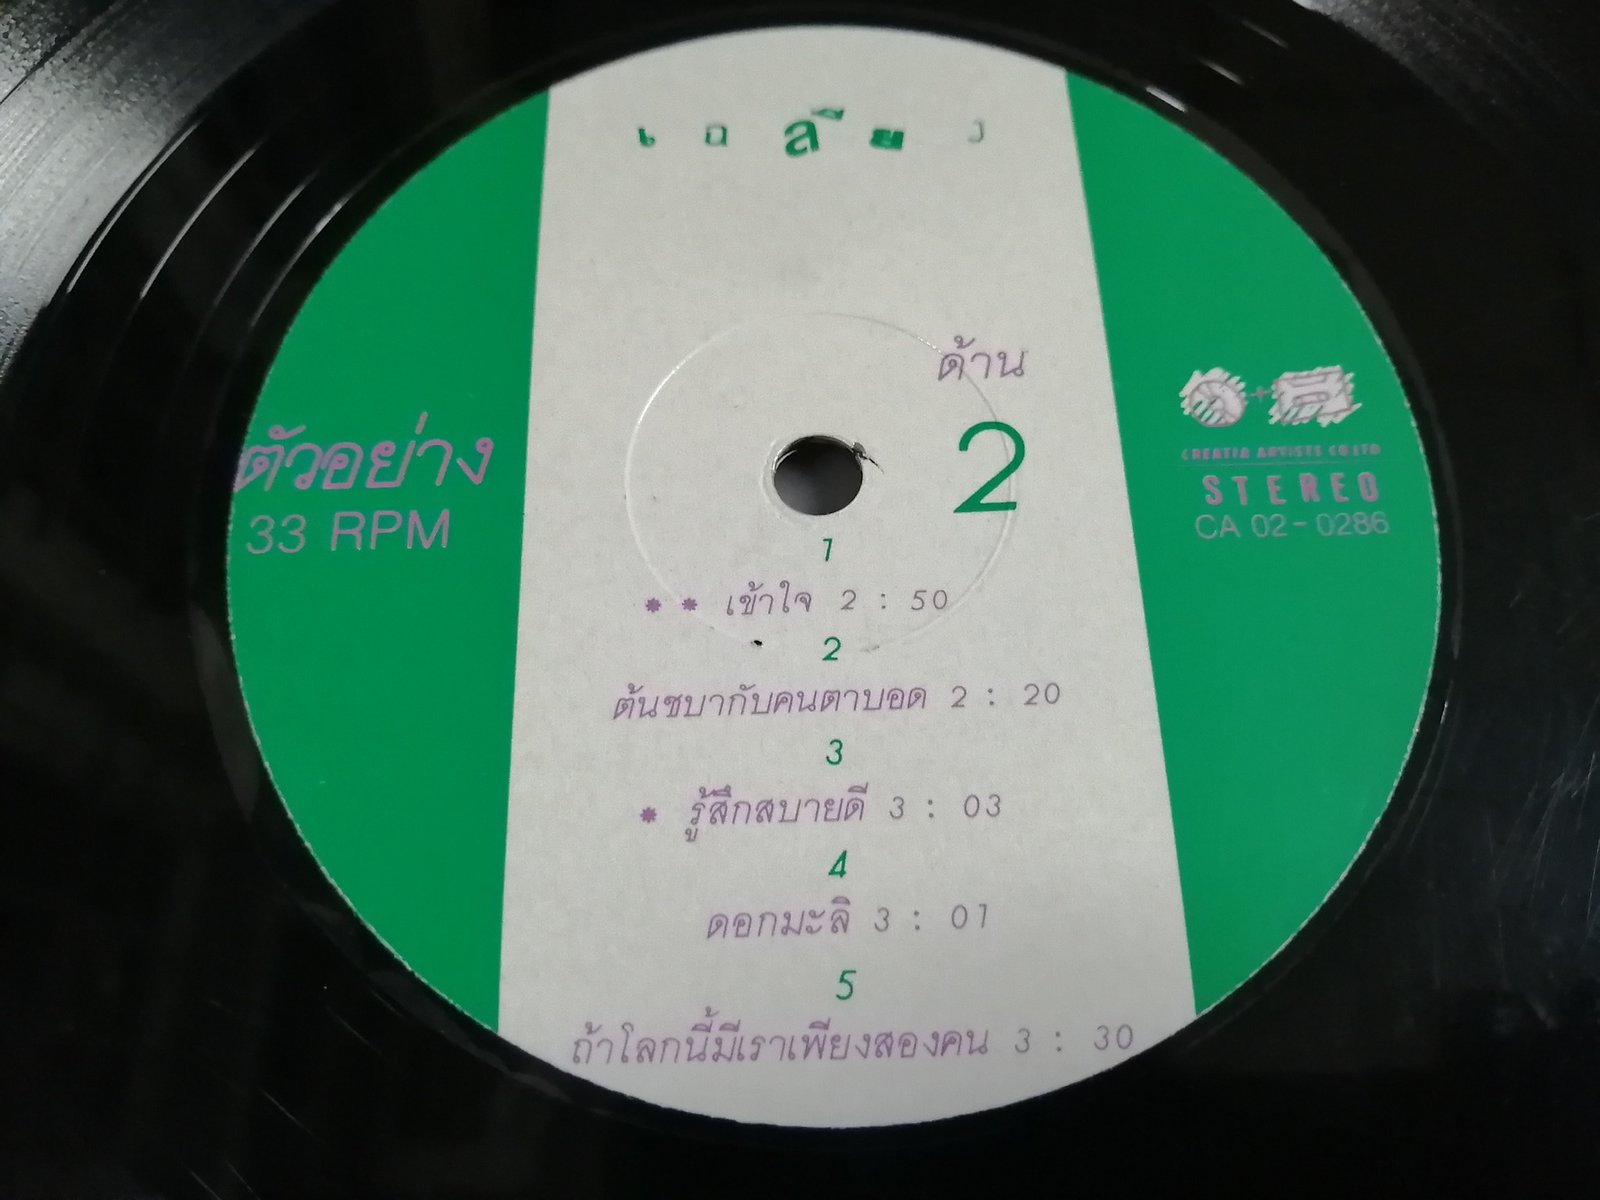 เฉลียง
ด้าน
2
ตัวอย่าง
33 RPM
CREATIA ARTISTS CO LTD
STEREO
CA 02-0286
1
** เข้าใจ 2 : 50
2
ต้นชบากับคนตาบอด 2 : 20
3
* รู้สึกสบายดี 3 : 03
4
ดอกมะลิ 3 : 01
5
ถ้าโลกนี้มีเราเพียงสองคน 3 : 30